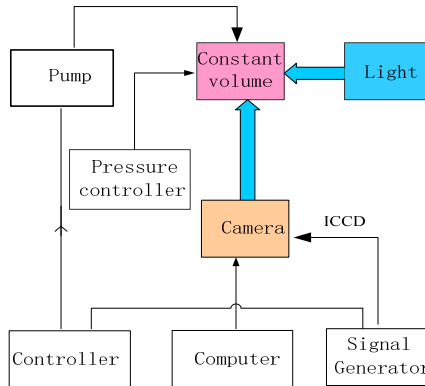 Pump
Constant
volume
Light
Pressure
controller
Camera
ICCD
Controller
Computer
Signal
Generator